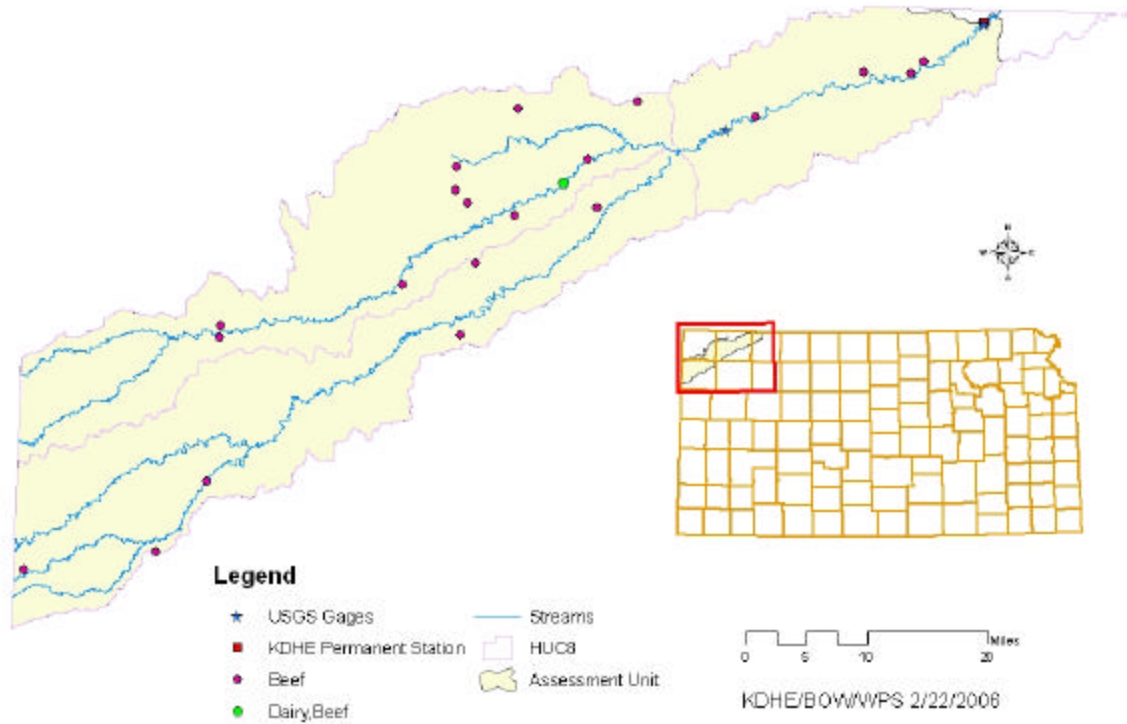 N
W E
S
Legend
USGS Gages
KDHE Permanent Station
Beef
Dairy,Beef
Streams
HUC8
Assessment Unit
Miles
0 5 10 20
KDHE/BOW/WPS 2/22/2006